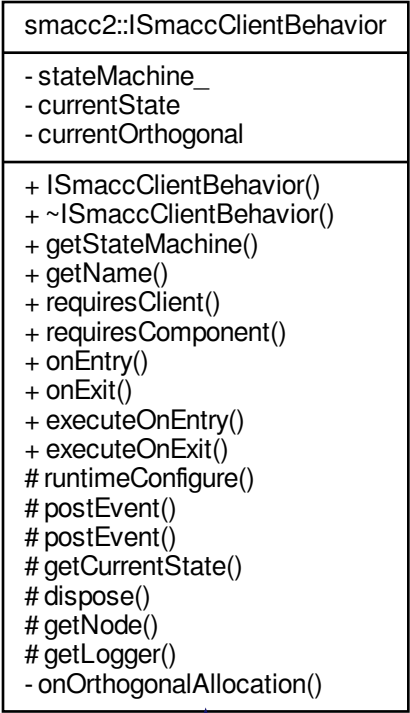 smacc2::ISmaccClientBehavior
- stateMachine_
- currentState
- currentOrthogonal
+ ISmaccClientBehavior()
+ ~ISmaccClientBehavior()
+ getStateMachine()
+ getName()
+ requiresClient()
+ requiresComponent()
+ onEntry()
+ onExit()
+ executeOnEntry()
+ executeOnExit()
# runtimeConfigure()
# postEvent()
# postEvent()
# getCurrentState()
# dispose()
# getNode()
# getLogger()
- onOrthogonalAllocation()